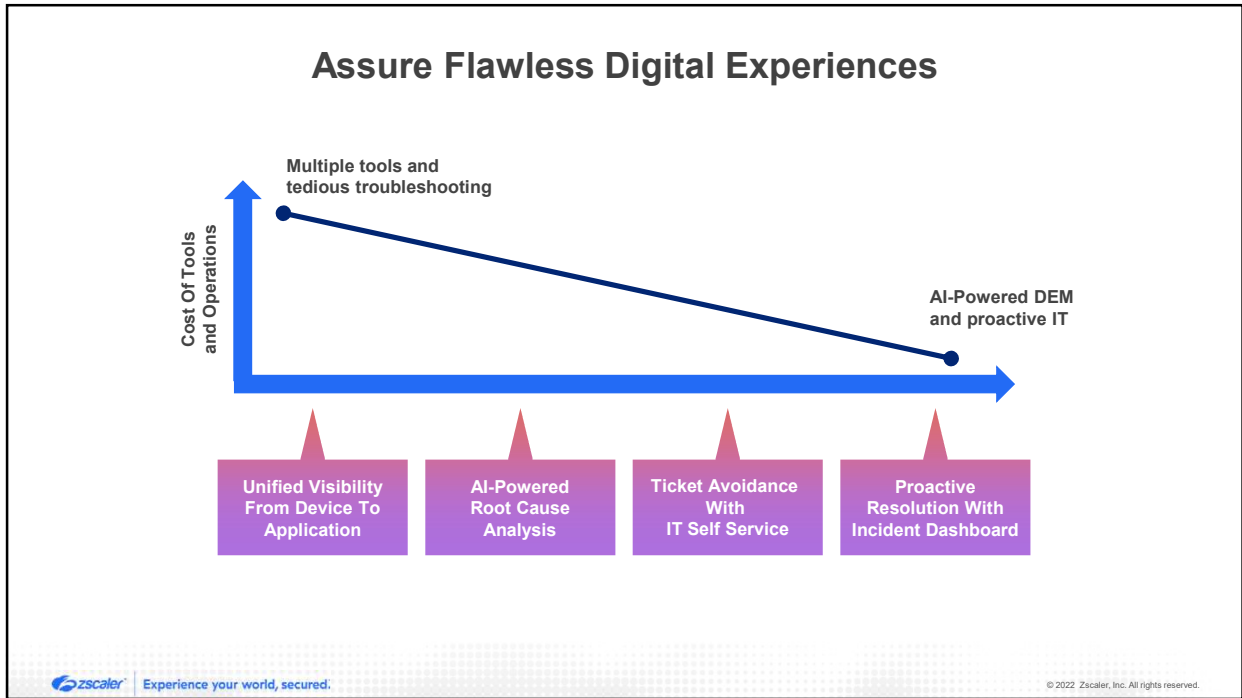 Assure Flawless Digital Experiences
Multiple tools and
tedious troubleshooting
Cost Of Tools
and Operations
AI-Powered DEM
and proactive IT
Unified Visibility
From Device To
Application
AI-Powered
Root Cause
Analysis
Ticket Avoidance
With
IT Self Service
Proactive
Resolution With
Incident Dashboard
zscaler™ Experience your world, secured.™
© 2022 Zscaler, Inc. All rights reserved.